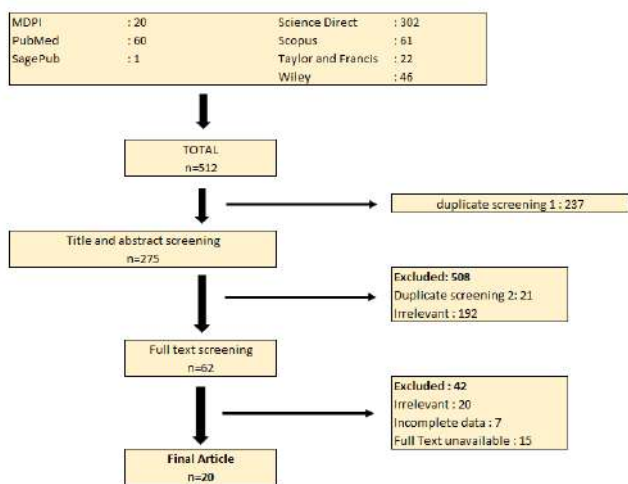 MDPI : 20
PubMed : 60
SagePub : 1
Science Direct : 302
Scopus : 61
Taylor and Francis : 22
Wiley : 46
TOTAL
n=512
duplicate screening 1 : 237
Title and abstract screening
n=275
Excluded: 508
Duplicate screening 2: 21
Irrelevant : 192
Full text screening
n=62
Excluded : 42
Irrelevant : 20
Incomplete data : 7
Full Text unavailable : 15
Final Article
n=20